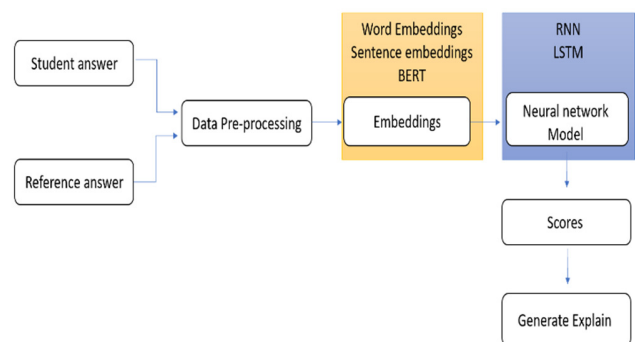 Word Embeddings
Sentence embeddings
BERT
RNN
LSTM
Student answer
Data Pre-processing
Embeddings
Neural network
Model
Reference answer
Scores
Generate Explain